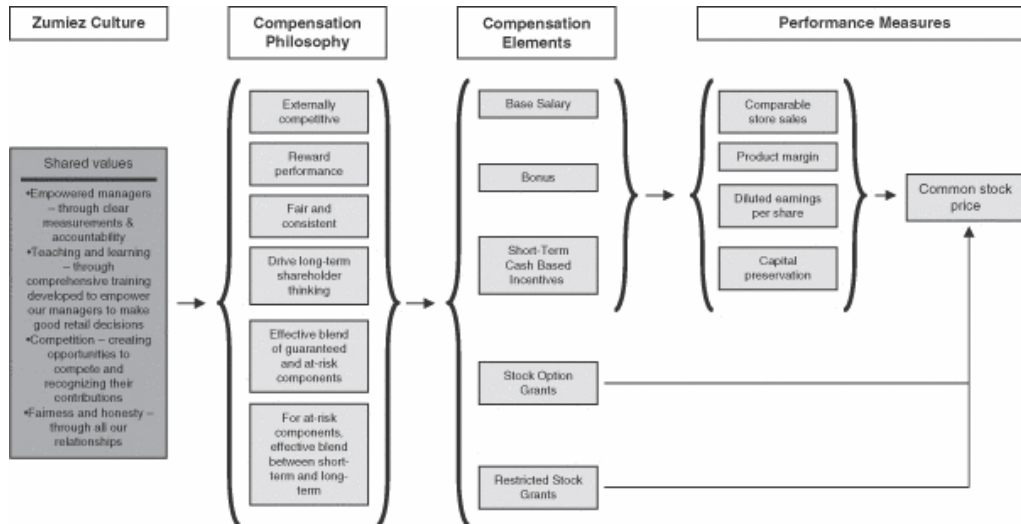 Zumiez Culture
Shared values
•Empowered managers
– through clear
measurements &
accountability
•Teaching and learning
– through
comprehensive training
developed to empower
our managers to make
good retail decisions
•Competition – creating
opportunities to
compete and
recognizing their
contributions
•Fairness and honesty –
through all our
relationships
Compensation
Philosophy
Externally
competitive
Reward
performance
Fair and
consistent
Drive long-term
shareholder
thinking
Effective blend
of guaranteed
and at-risk
components
For at-risk
components,
effective blend
between short-
term and long-
term
Compensation
Elements
Base Salary
Bonus
Short-Term
Cash Based
Incentives
Stock Option
Grants
Restricted Stock
Grants
Performance Measures
Comparable
store sales
Product margin
Diluted earnings
per share
Capital
preservation
Common stock
price